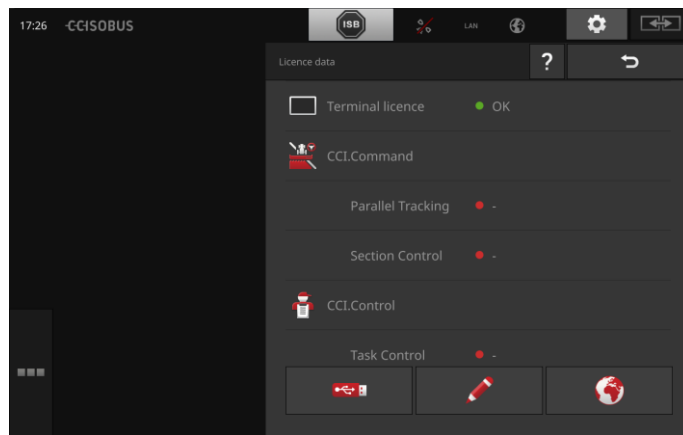 17:26 CCISOBUS ISB LAN
Licence data ?
Terminal licence OK
CCI.Command
Parallel Tracking -
Section Control -
CCI.Control
Task Control -